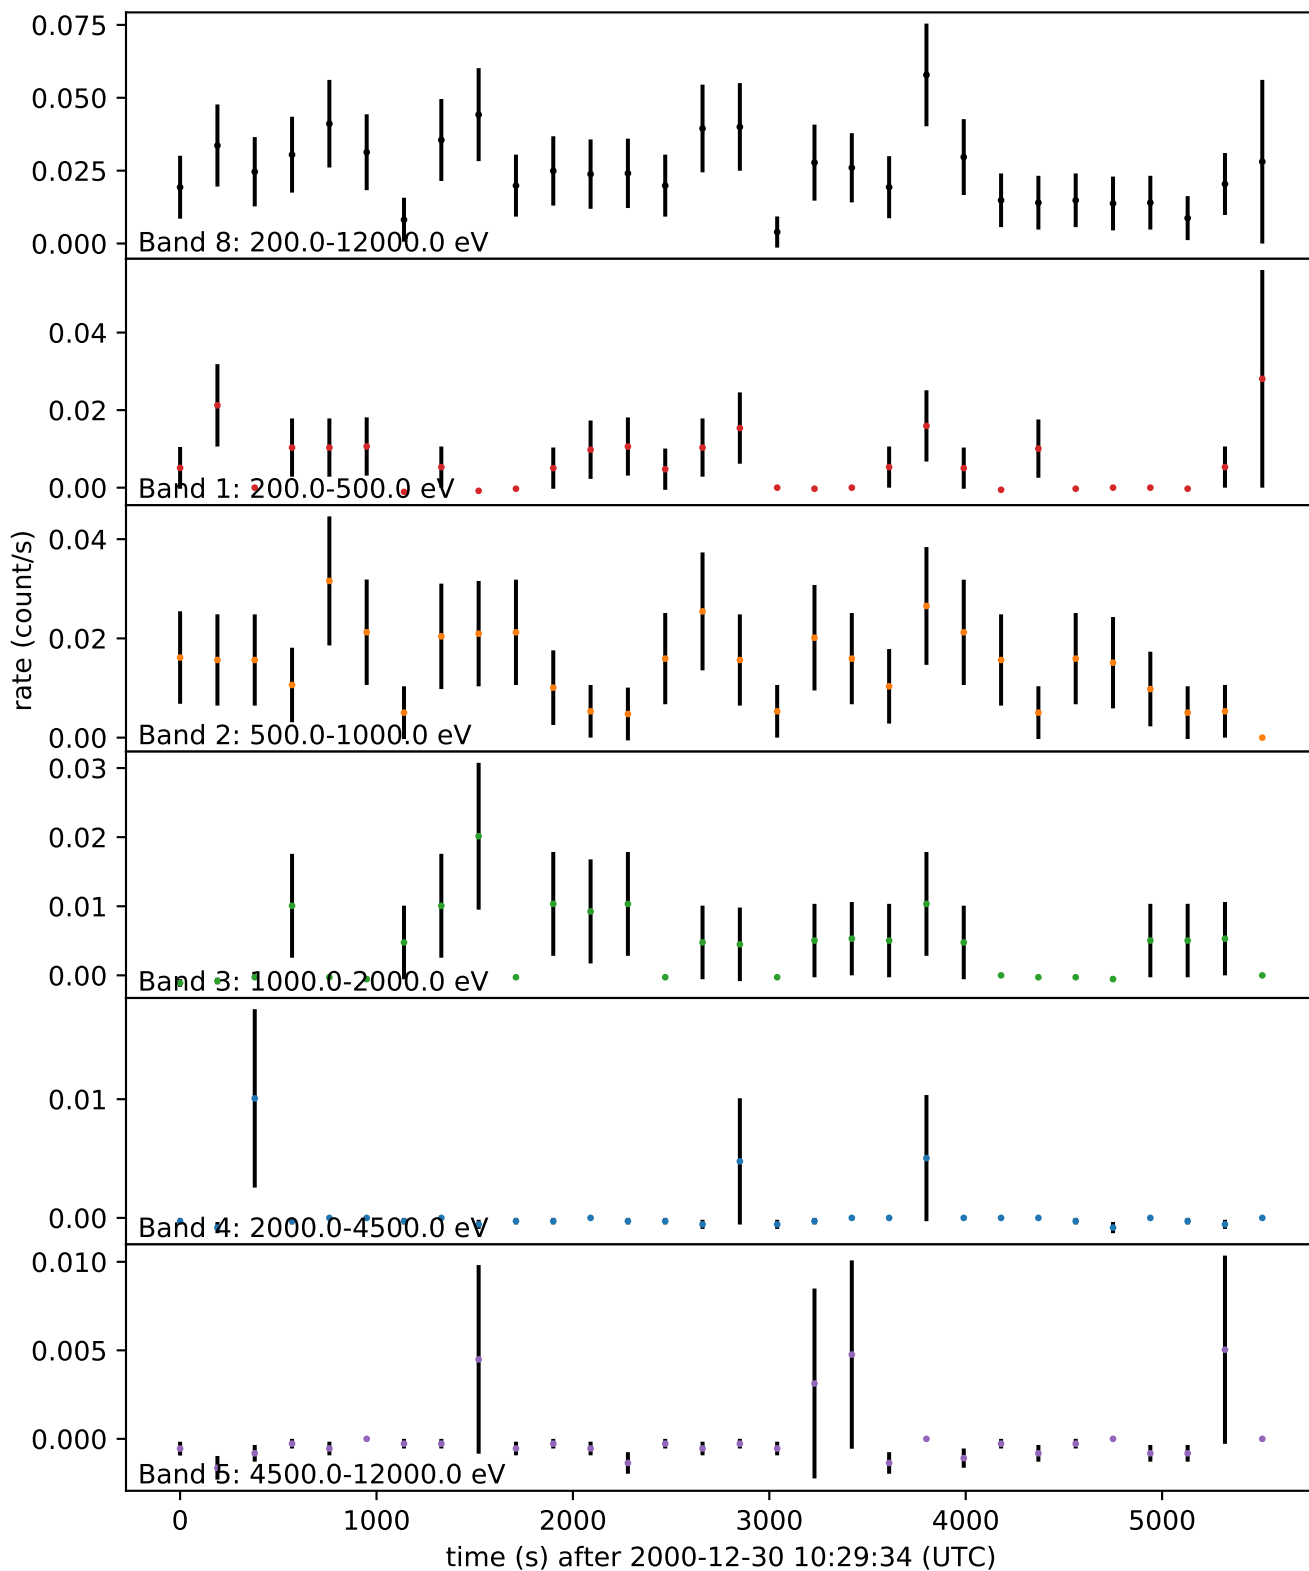 0.075
0.050
0.025
0.000
Band 8: 200.0-12000.0 eV
0.04
0.02
0.00
Band 1: 200.0-500.0 eV
rate (count/s)
0.04
0.02
0.00
Band 2: 500.0-1000.0 eV
0.03
0.02
0.01
0.00
Band 3: 1000.0-2000.0 eV
0.01
0.00
Band 4: 2000.0-4500.0 eV
0.010
0.005
0.000
Band 5: 4500.0-12000.0 eV
0 1000 2000 3000 4000 5000
time (s) after 2000-12-30 10:29:34 (UTC)